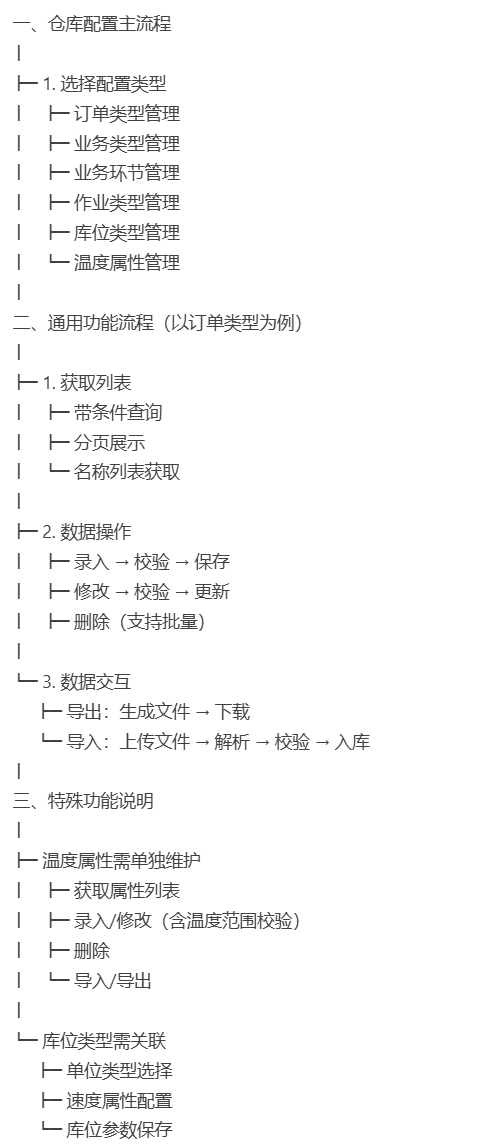 一、仓库配置主流程
|
├─ 1. 选择配置类型
|   ├─ 订单类型管理
|   ├─ 业务类型管理
|   ├─ 业务环节管理
|   ├─ 作业类型管理
|   ├─ 库位类型管理
|   └─ 温度属性管理
|
二、通用功能流程（以订单类型为例）
|
├─ 1. 获取列表
|   ├─ 带条件查询
|   ├─ 分页展示
|   └─ 名称列表获取
|
├─ 2. 数据操作
|   ├─ 录入 → 校验 → 保存
|   ├─ 修改 → 校验 → 更新
|   ├─ 删除（支持批量）
|
└─ 3. 数据交互
    ├─ 导出：生成文件 → 下载
    └─ 导入：上传文件 → 解析 → 校验 → 入库
|
三、特殊功能说明
|
├─ 温度属性需单独维护
|   ├─ 获取属性列表
|   ├─ 录入/修改（含温度范围校验）
|   ├─ 删除
|   └─ 导入/导出
|
└─ 库位类型需关联
    ├─ 单位类型选择
    ├─ 速度属性配置
    └─ 库位参数保存